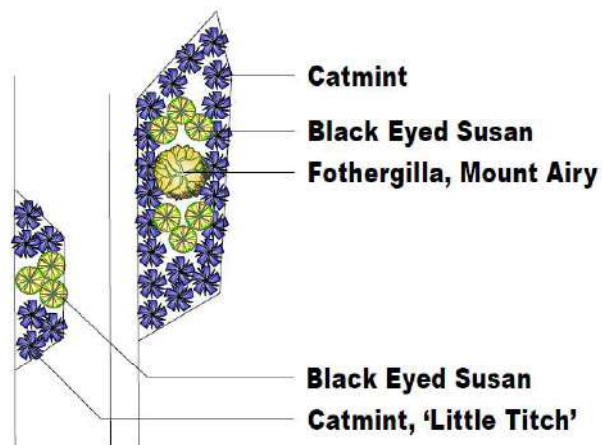 Catmint
Black Eyed Susan
Fothergilla, Mount Airy
Black Eyed Susan
Catmint, ‘Little Titch’